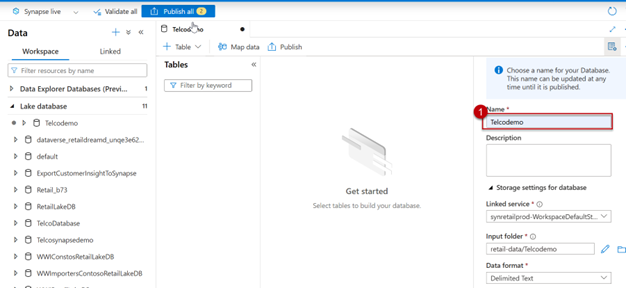 Synapse live
Validate all
Publish all 2
Data
Workspace
Linked
Filter resources by name
Data Explorer Databases (Previ... 1
Lake database 11
Telcodemo
dataverse_retaildreamd_unqe3e62...
default
ExportCustomerInsightToSynapse
Retail_b73
RetailLakeDB
TelcoDatabase
Telcosynapsedemo
WWIConstosRetailLakeDB
WWImportersContosoRetailLakeDB
Telcodemo
Table
Map data
Publish
Tables
Filter by keyword
Get started
Select tables to build your database.
Choose a name for your Database.
This name can be updated at any
time until it is published.
1
Name *
Telcodemo
Description
Storage settings for database
Linked service *
synretailprod-WorkspaceDefaultSt...
Input folder *
retail-data/Telcodemo
Data format *
Delimited Text